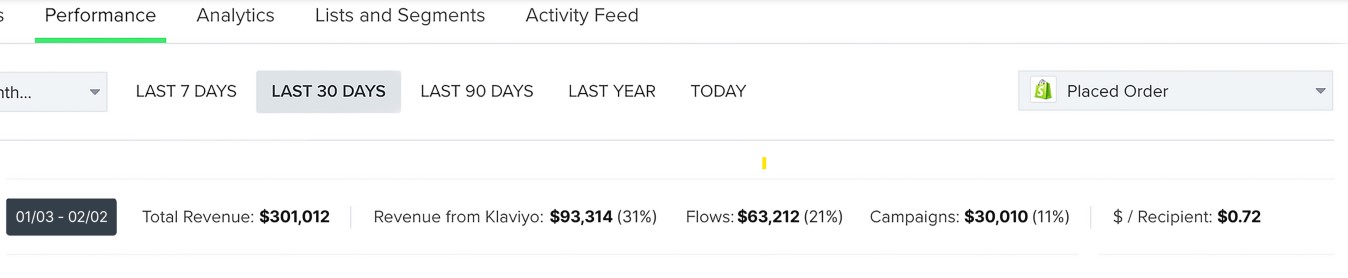 s Performance Analytics Lists and Segments Activity Feed
nth... LAST 7 DAYS LAST 30 DAYS LAST 90 DAYS LAST YEAR TODAY Placed Order
01/03 - 02/02 Total Revenue: $301,012 Revenue from Klaviyo: $93,314 (31%) Flows: $63,212 (21%) Campaigns: $30,010 (11%) $ / Recipient: $0.72